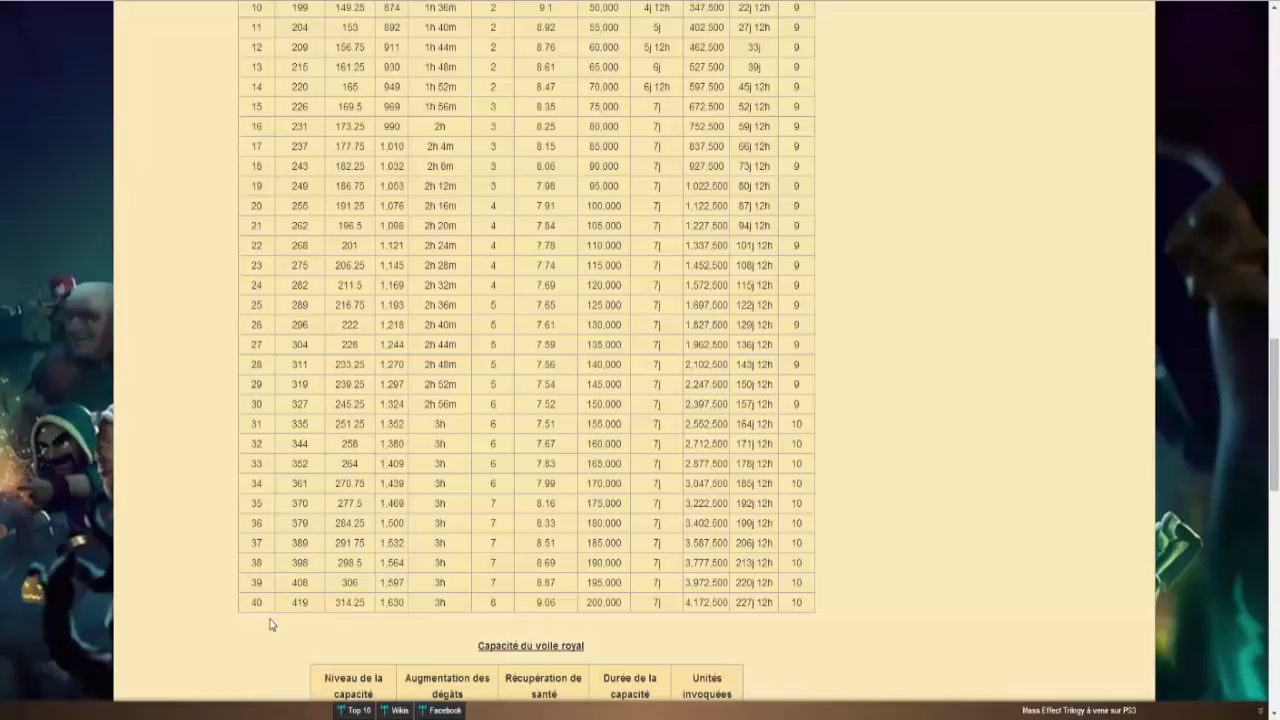 10 199 149.25 874 1h 36m 2 9.1 50,000 4j 12h 347,500 22j 12h 9
11 204 153 892 1h 40m 2 8.92 55,000 5j 402,500 27j 12h 9
12 209 156.75 911 1h 44m 2 8.76 60,000 5j 12h 462,500 33j 9
13 215 161.25 930 1h 48m 2 8.61 65,000 6j 527,500 39j 9
14 220 165 949 1h 52m 2 8.47 70,000 6j 12h 597,500 45j 12h 9
15 226 169.5 969 1h 56m 3 8.35 75,000 7j 672,500 52j 12h 9
16 231 173.25 990 2h 3 8.25 80,000 7j 752,500 59j 12h 9
17 237 177.75 1,010 2h 4m 3 8.15 85,000 7j 837,500 66j 12h 9
18 243 182.25 1,032 2h 8m 3 8.06 90,000 7j 927,500 73j 12h 9
19 249 186.75 1,053 2h 12m 3 7.98 95,000 7j 1,022,500 80j 12h 9
20 255 191.25 1,076 2h 16m 4 7.91 100,000 7j 1,122,500 87j 12h 9
21 262 196.5 1,098 2h 20m 4 7.84 105,000 7j 1,227,500 94j 12h 9
22 268 201 1,121 2h 24m 4 7.78 110,000 7j 1,337,500 101j 12h 9
23 275 206.25 1,145 2h 28m 4 7.74 115,000 7j 1,452,500 108j 12h 9
24 282 211.5 1,169 2h 32m 4 7.69 120,000 7j 1,572,500 115j 12h 9
25 289 216.75 1,193 2h 36m 5 7.65 125,000 7j 1,697,500 122j 12h 9
26 296 222 1,218 2h 40m 5 7.61 130,000 7j 1,827,500 129j 12h 9
27 304 228 1,244 2h 44m 5 7.59 135,000 7j 1,962,500 136j 12h 9
28 311 233.25 1,270 2h 48m 5 7.56 140,000 7j 2,102,500 143j 12h 9
29 319 239.25 1,297 2h 52m 5 7.54 145,000 7j 2,247,500 150j 12h 9
30 327 245.25 1,324 2h 56m 6 7.52 150,000 7j 2,397,500 157j 12h 9
31 335 251.25 1,352 3h 6 7.51 155,000 7j 2,552,500 164j 12h 10
32 344 258 1,380 3h 6 7.67 160,000 7j 2,712,500 171j 12h 10
33 352 264 1,409 3h 6 7.83 165,000 7j 2,877,500 178j 12h 10
34 361 270.75 1,439 3h 6 7.99 170,000 7j 3,047,500 185j 12h 10
35 370 277.5 1,469 3h 7 8.16 175,000 7j 3,222,500 192j 12h 10
36 379 284.25 1,500 3h 7 8.33 180,000 7j 3,402,500 199j 12h 10
37 389 291.75 1,532 3h 7 8.51 185,000 7j 3,587,500 206j 12h 10
38 398 298.5 1,564 3h 7 8.69 190,000 7j 3,777,500 213j 12h 10
39 408 306 1,597 3h 7 8.87 195,000 7j 3,972,500 220j 12h 10
40 419 314.25 1,630 3h 8 9.06 200,000 7j 4,172,500 227j 12h 10
Capacité du voile royal
Niveau de la Augmentation des Récupération de Durée de la Unités
capacité dégâts santé capacité invoquées
Top 10 Wikis Facebook Mass Effect Trilogy à venir sur PS3